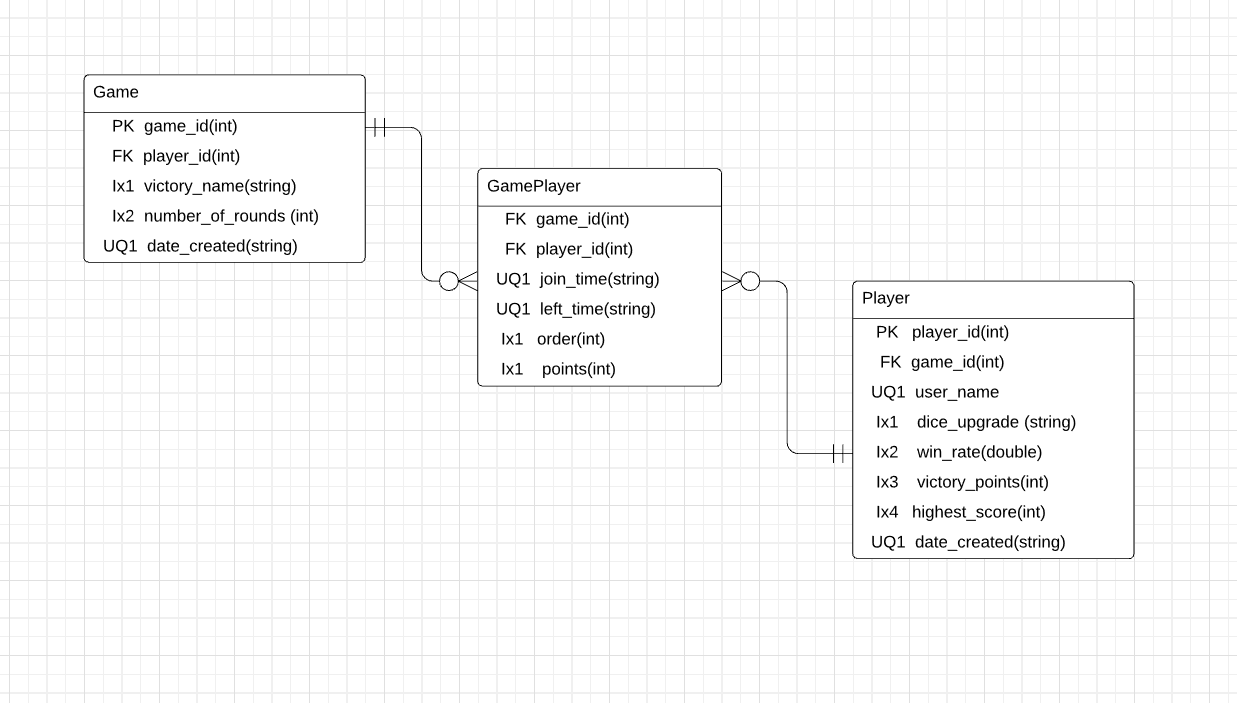 Game
PK game_id(int)
FK player_id(int)
Ix1 victory_name(string)
Ix2 number_of_rounds (int)
UQ1 date_created(string)
GamePlayer
FK game_id(int)
FK player_id(int)
UQ1 join_time(string)
UQ1 left_time(string)
Ix1 order(int)
Ix1 points(int)
Player
PK player_id(int)
FK game_id(int)
UQ1 user_name
Ix1 dice_upgrade (string)
Ix2 win_rate(double)
Ix3 victory_points(int)
Ix4 highest_score(int)
UQ1 date_created(string)